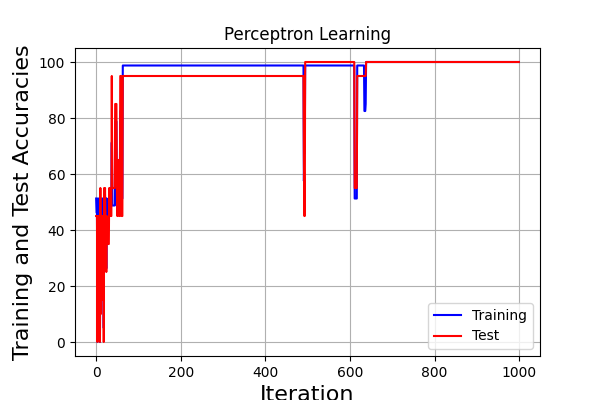 Perceptron Learning
Training and Test Accuracies
100
80
60
40
20
0
Training
Test
0 200 400 600 800 1000
Iteration